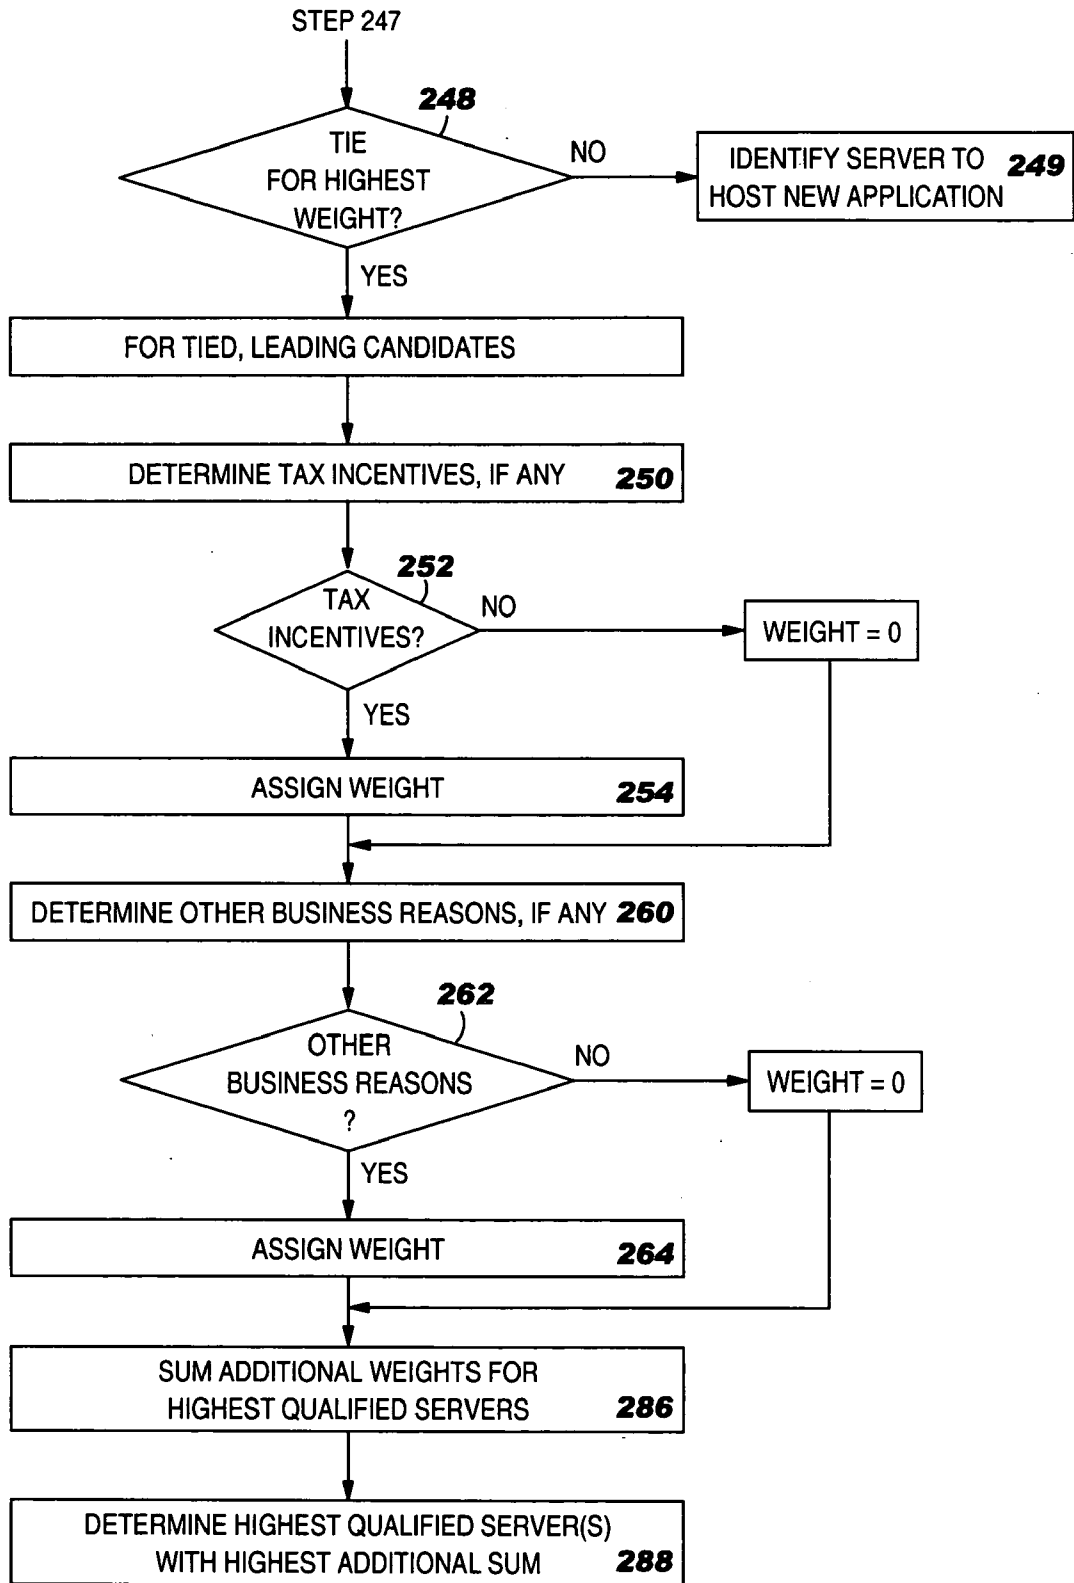 STEP 247
248
TIE
FOR HIGHEST
WEIGHT?
NO
IDENTIFY SERVER TO
HOST NEW APPLICATION
249
YES
FOR TIED, LEADING CANDIDATES
DETERMINE TAX INCENTIVES, IF ANY 250
252
TAX
INCENTIVES?
NO
WEIGHT = 0
YES
ASSIGN WEIGHT 254
DETERMINE OTHER BUSINESS REASONS, IF ANY 260
262
OTHER
BUSINESS REASONS
?
NO
WEIGHT = 0
YES
ASSIGN WEIGHT 264
SUM ADDITIONAL WEIGHTS FOR
HIGHEST QUALIFIED SERVERS 286
DETERMINE HIGHEST QUALIFIED SERVER(S)
WITH HIGHEST ADDITIONAL SUM 288